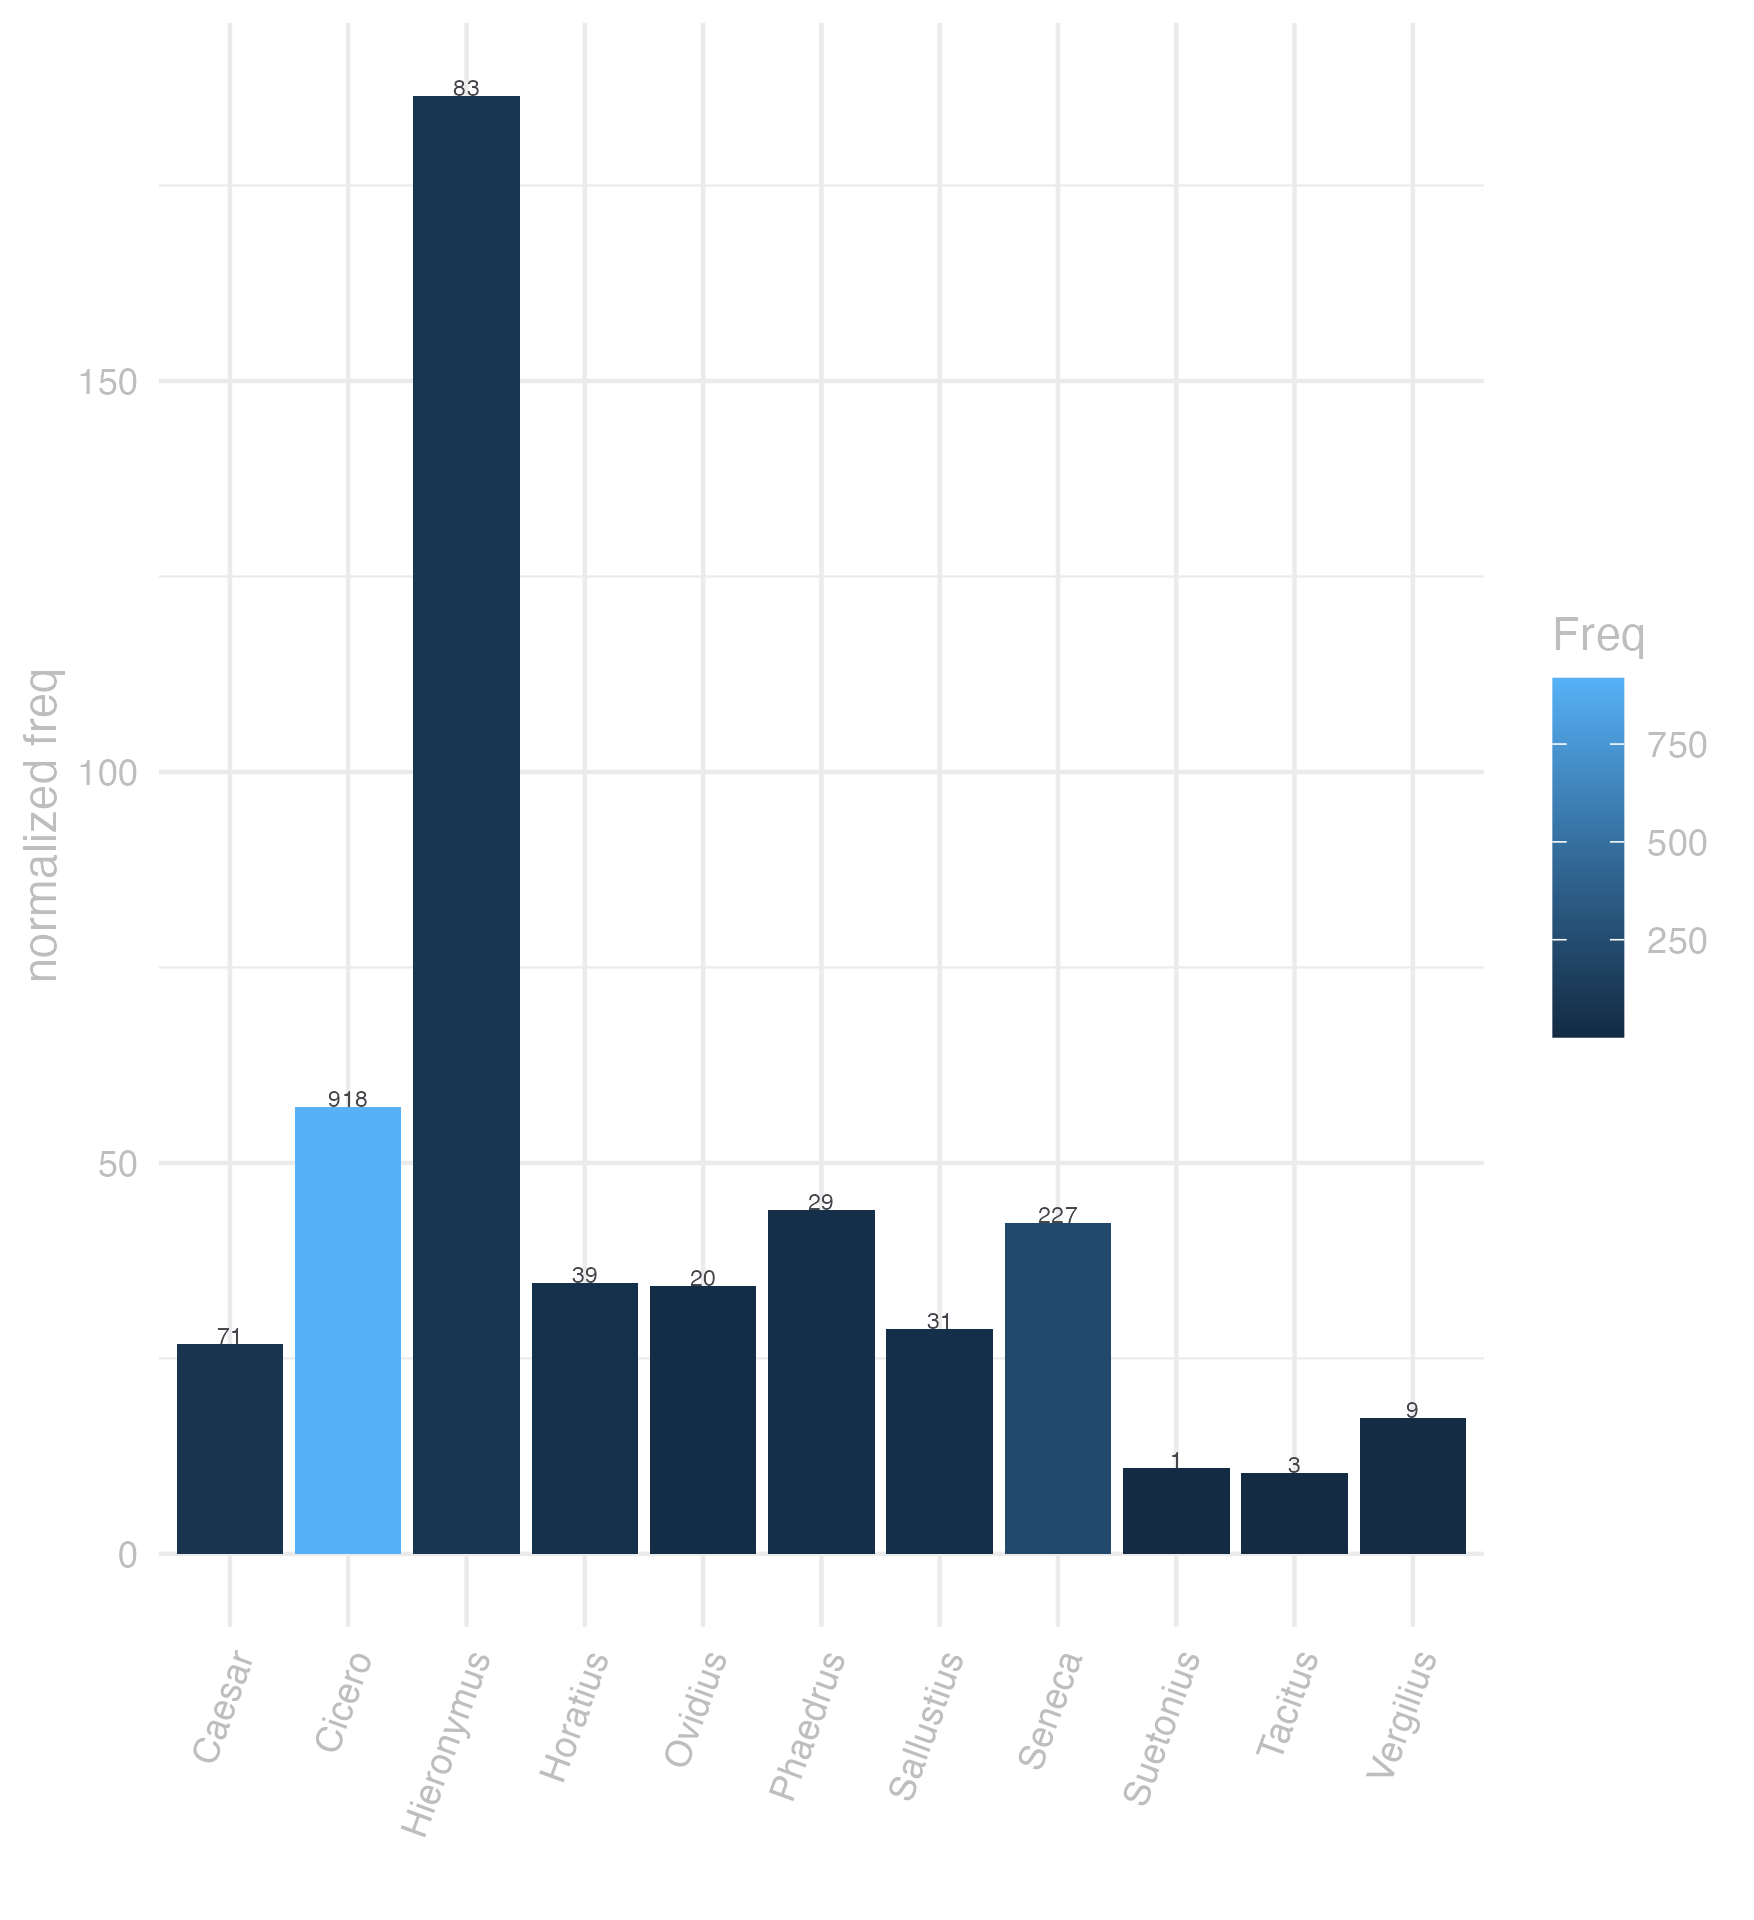 normalized freq
150
100
50
0
83
918
29
227
39
20
31
71
9
1
3
Caesar
Cicero
Hieronymus
Horatius
Ovidius
Phaedrus
Sallustius
Seneca
Suetonius
Tacitus
Vergilius
Freq
750
500
250